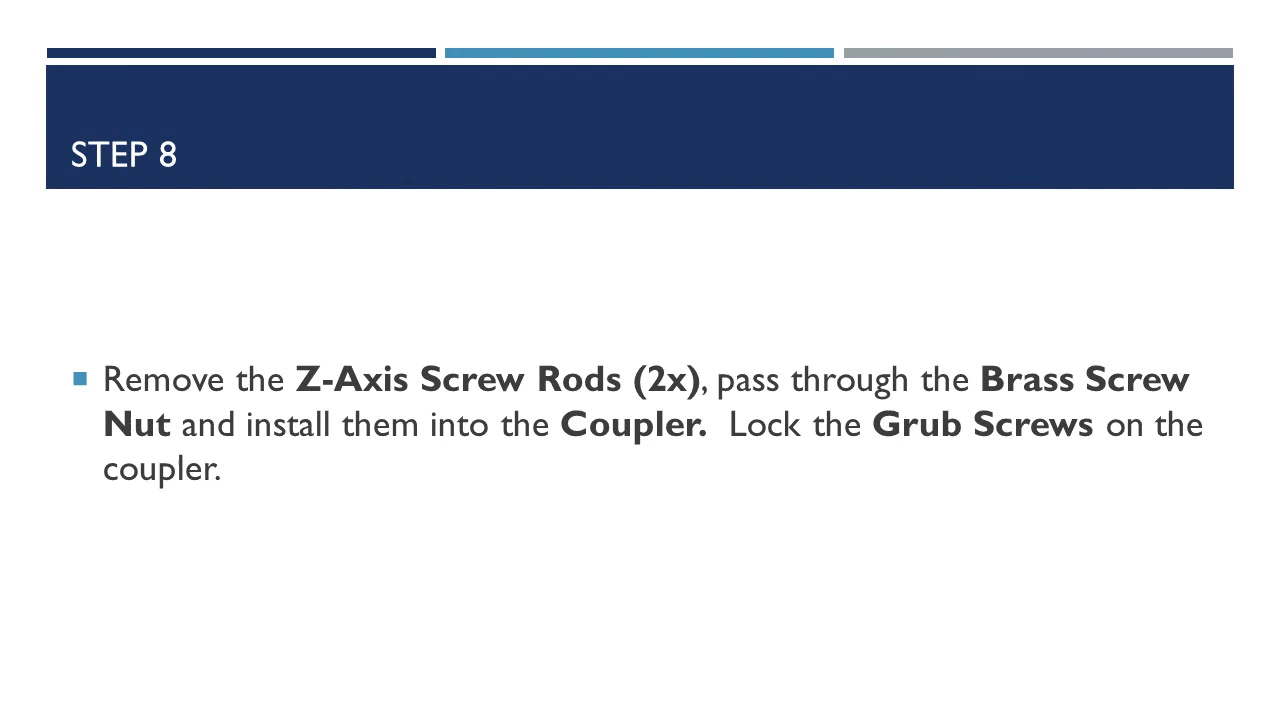 STEP 8
Remove the Z-Axis Screw Rods (2x), pass through the Brass Screw
Nut and install them into the Coupler.  Lock the Grub Screws on the
coupler.